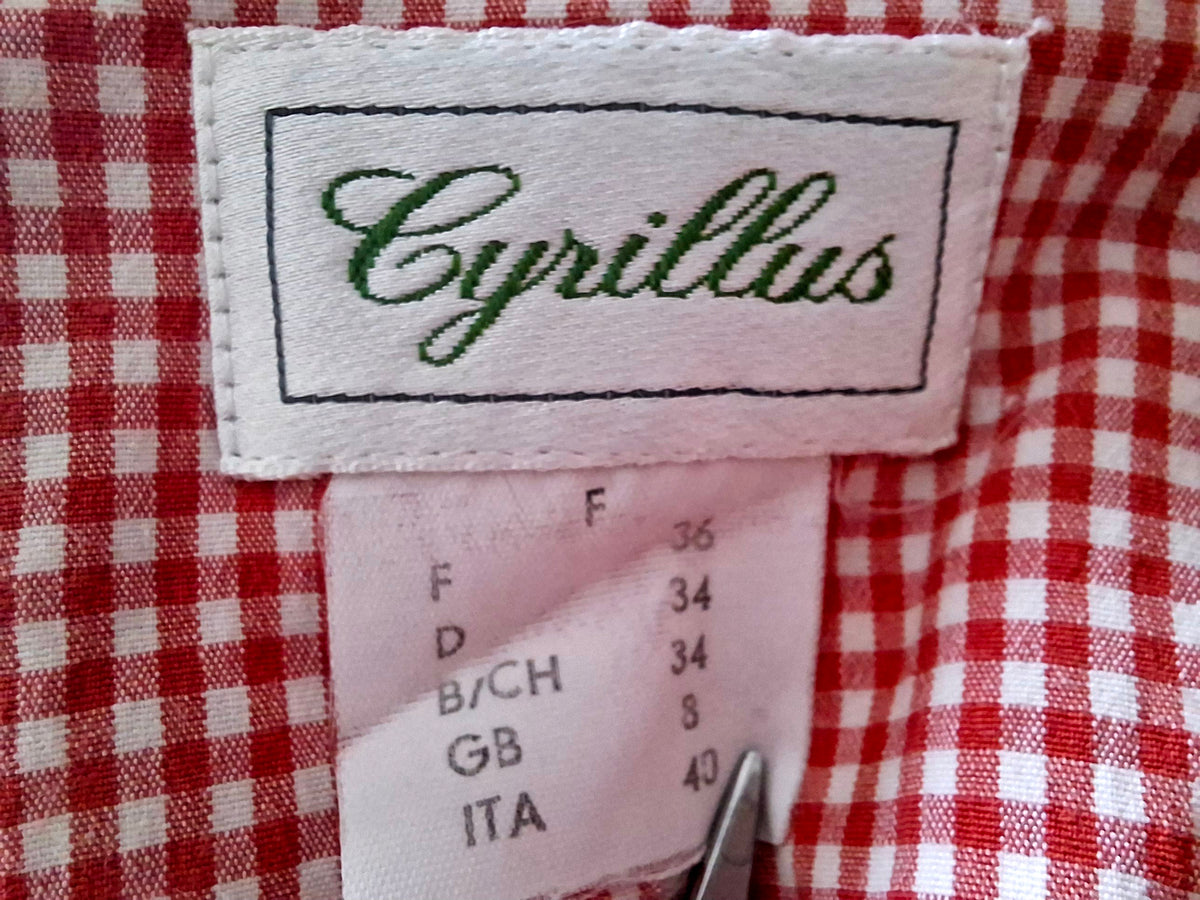 Cyrillus
F
F 36
D 34
B/CH 34
GB 8
ITA 40